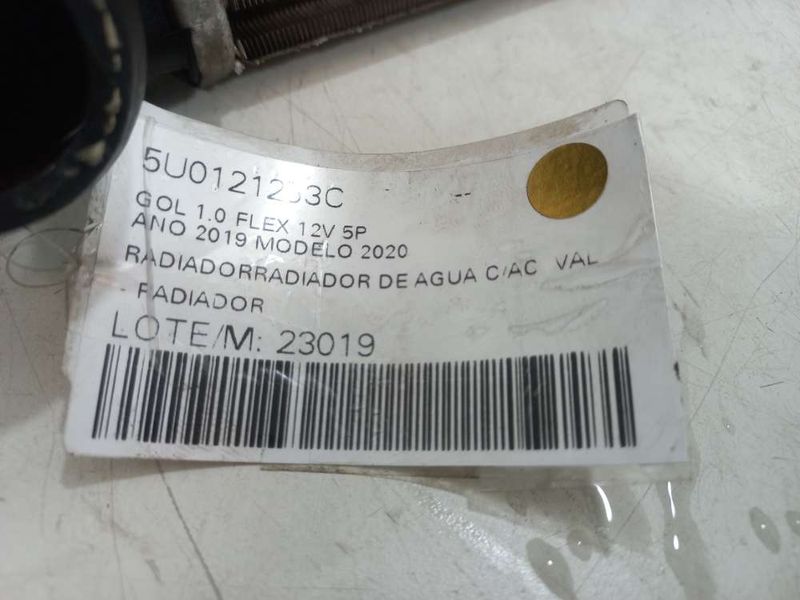 5U0121253C --
GOL 1.0 FLEX 12V 5P
ANO 2019 MODELO 2020
RADIADORRADIADOR DE AGUA C/AC VAL
- RADIADOR
LOTE/M: 23019